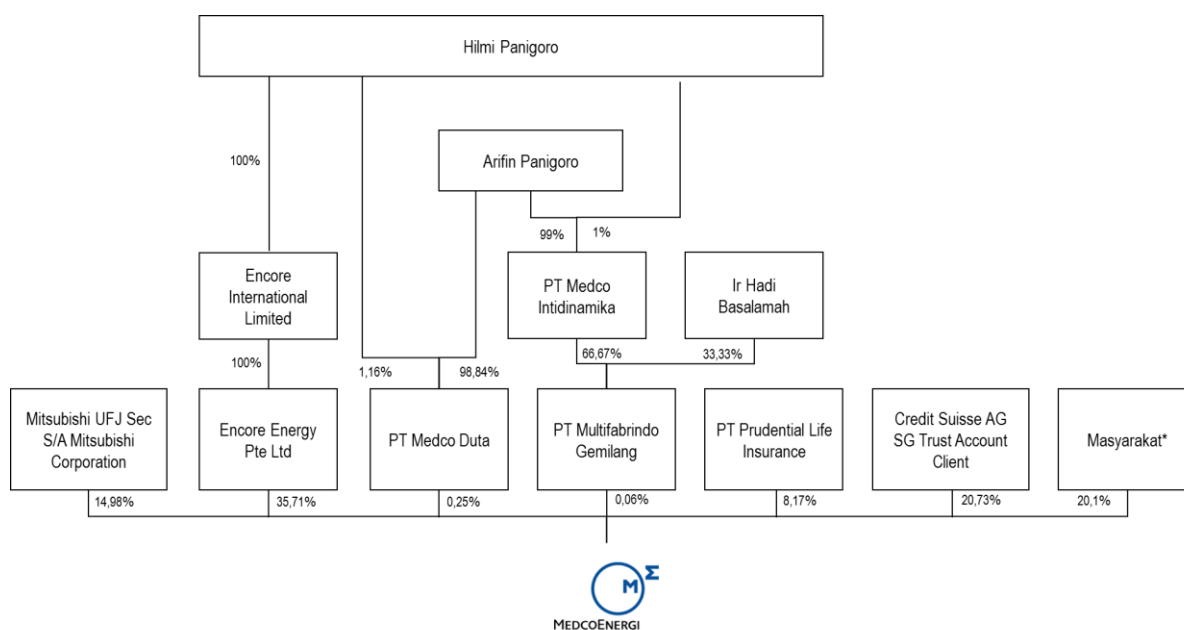 Hilmi Panigoro
100%
Arifin Panigoro
99%
1%
Encore
International
Limited
PT Medco
Intidinamika
Ir Hadi
Basalamah
100%
1,16%
98,84%
66,67%
33,33%
Mitsubishi UFJ Sec
S/A Mitsubishi
Corporation
Encore Energy
Pte Ltd
PT Medco Duta
PT Multifabrindo
Gemilang
PT Prudential Life
Insurance
Credit Suisse AG
SG Trust Account
Client
Masyarakat*
14,98%
35,71%
0,25%
0,06%
8,17%
20,73%
20,1%
M Σ
MEDCOENERGI